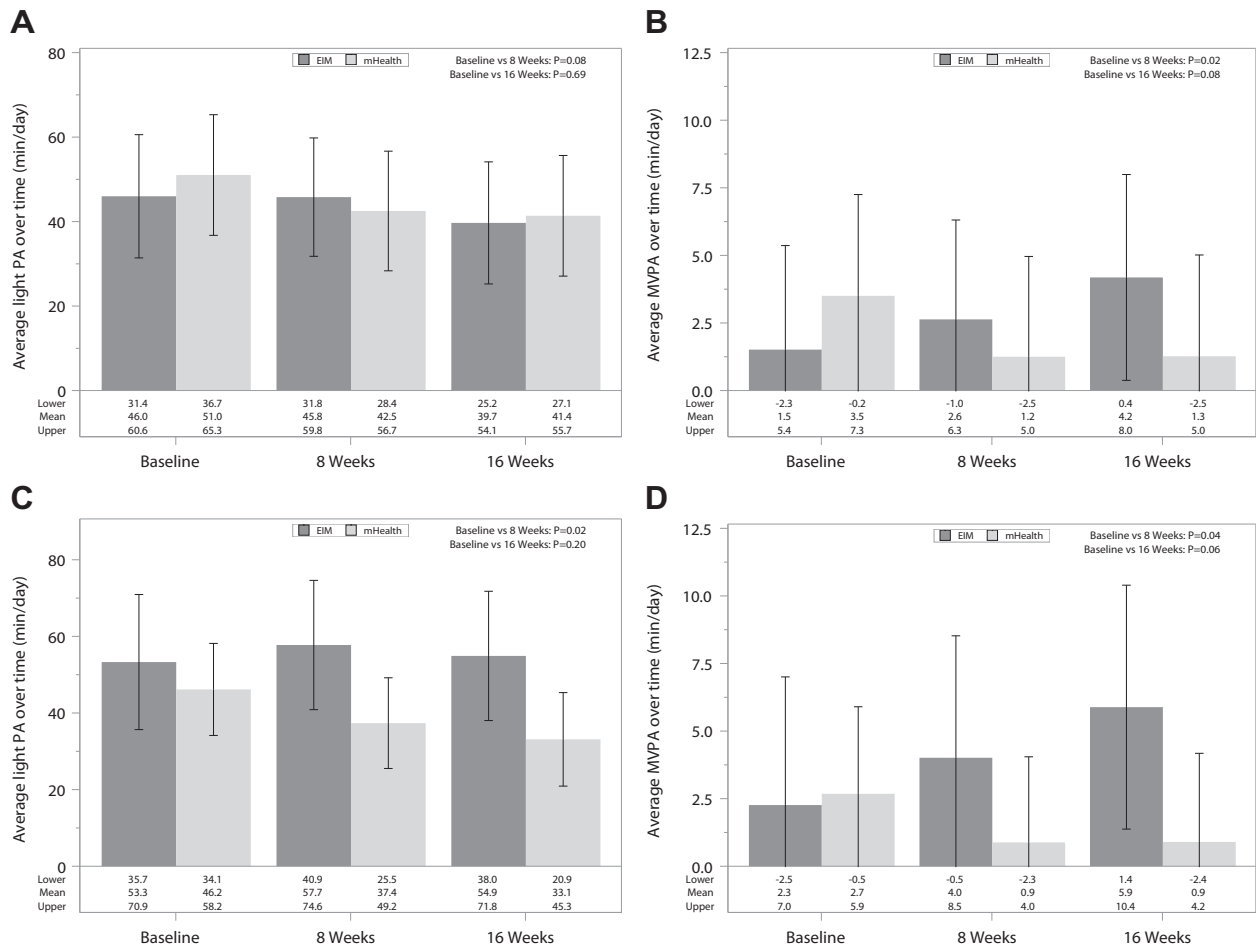 A
Average light PA over time (min/day)
80
60
40
20
0
EIM mHealth
Baseline vs 8 Weeks: P=0.08
Baseline vs 16 Weeks: P=0.69
Lower 31.4 36.7 31.8 28.4 25.2 27.1
Mean 46.0 51.0 45.8 42.5 39.7 41.4
Upper 60.6 65.3 59.8 56.7 54.1 55.7
Baseline 8 Weeks 16 Weeks
B
Average MVPA over time (min/day)
12.5
10.0
7.5
5.0
2.5
0.0
EIM mHealth
Baseline vs 8 Weeks: P=0.02
Baseline vs 16 Weeks: P=0.08
Lower -2.3 -0.2 -1.0 -2.5 0.4 -2.5
Mean 1.5 3.5 2.6 1.2 4.2 1.3
Upper 5.4 7.3 6.3 5.0 8.0 5.0
Baseline 8 Weeks 16 Weeks
C
Average light PA over time (min/day)
80
60
40
20
0
EIM mHealth
Baseline vs 8 Weeks: P=0.02
Baseline vs 16 Weeks: P=0.20
Lower 35.7 34.1 40.9 25.5 38.0 20.9
Mean 53.3 46.2 57.7 37.4 54.9 33.1
Upper 70.9 58.2 74.6 49.2 71.8 45.3
Baseline 8 Weeks 16 Weeks
D
Average MVPA over time (min/day)
12.5
10.0
7.5
5.0
2.5
0.0
EIM mHealth
Baseline vs 8 Weeks: P=0.04
Baseline vs 16 Weeks: P=0.06
Lower -2.5 -0.5 -0.5 -2.3 1.4 -2.4
Mean 2.3 2.7 4.0 0.9 5.9 0.9
Upper 7.0 5.9 8.5 4.0 10.4 4.2
Baseline 8 Weeks 16 Weeks